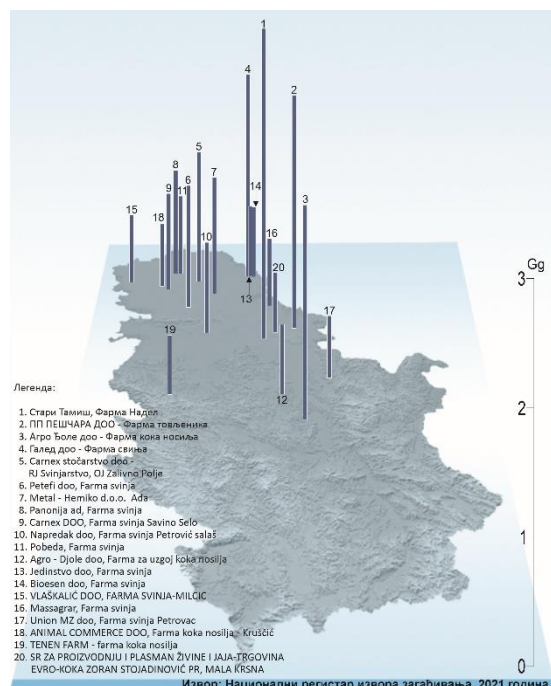 1
4
2
14
5
8
7
6
9
11
3
15
18
16
10
20
13
17
19
12
Gg
3
2
1
0
Легенда:
1. Стари Тамиш, Фарма Надел
2. ПП ПЕШЧАРА ДОО - Фарма товљеника
3. Агро Ђоле доо - Фарма кока носиља
4. Галед доо - Фарма свиња
5. Carnex stočarstvo doo -
RJ Svinjarstvo, OJ Zalivno Polje
6. Petefi doo, Farma svinja
7. Metal - Hemiko d.o.o. Ada
8. Panonija ad, Farma svinja
9. Carnex DOO, Farma svinja Savino Selo
10. Napredak doo, Farma svinja Petrović salaš
11. Pobeda, Farma svinja
12. Agro - Djole doo, Farma za uzgoj koka nosilja
13. Jedinstvo doo, Farma svinja
14. Bioesen doo, Farma svinja
15. VLAŠKALIĆ DOO, FARMA SVINJA-MILČIĆ
16. Massagrar, Farma svinja
17. Union MZ doo, Farma svinja Petrovac
18. ANIMAL COMMERCE DOO, Farma koka nosilja - Kruščić
19. TENEN FARM - farma koka nosilja
20. SR ZA PROIZVODNJU I PLASMAN ŽIVINE I JAJA-TRGOVINA
EVRO-KOKA ZORAN STOJADINOVIĆ PR, MALA KRSNA
Извор: Национални регистар извора загађивања, 2021 година